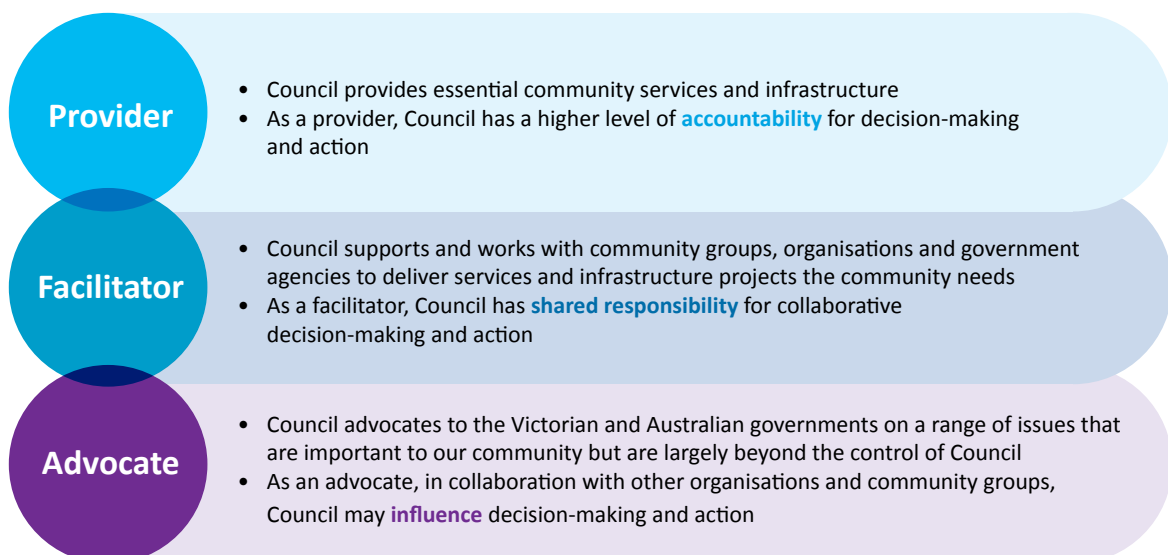 Provider
• Council provides essential community services and infrastructure
• As a provider, Council has a higher level of accountability for decision-making
and action
Facilitator
• Council supports and works with community groups, organisations and government
agencies to deliver services and infrastructure projects the community needs
• As a facilitator, Council has shared responsibility for collaborative
decision-making and action
Advocate
• Council advocates to the Victorian and Australian governments on a range of issues that
are important to our community but are largely beyond the control of Council
• As an advocate, in collaboration with other organisations and community groups,
Council may influence decision-making and action